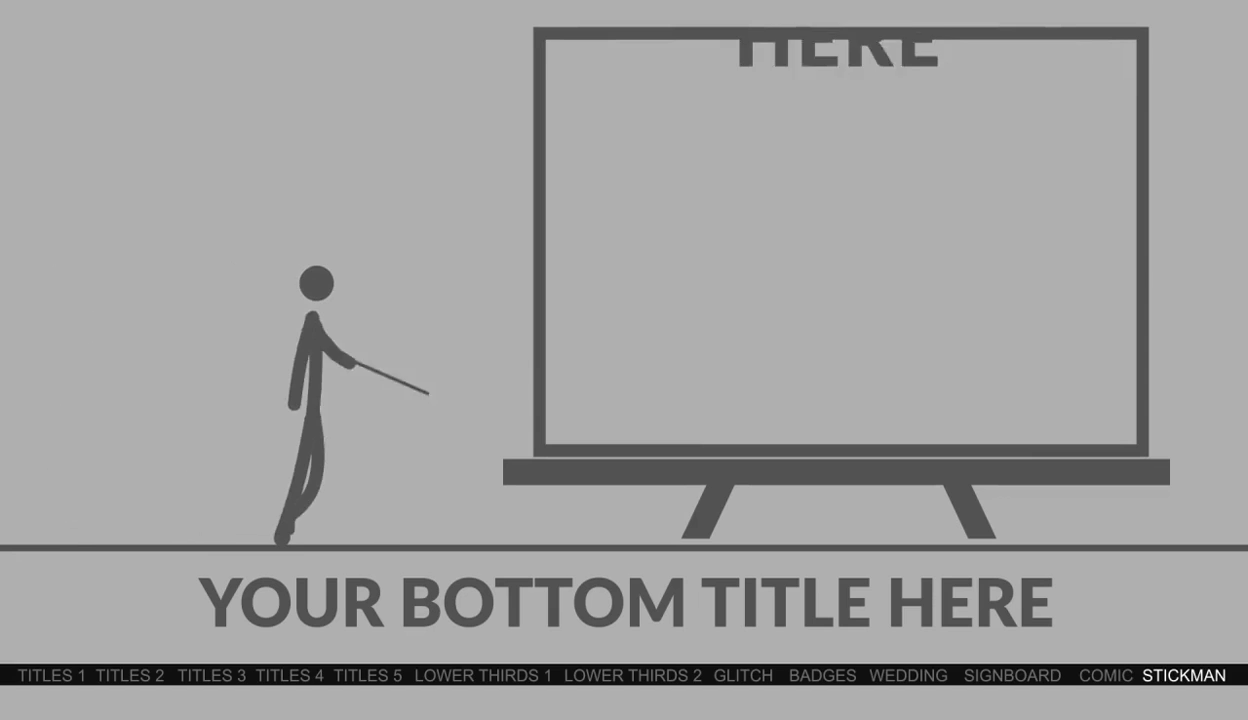 HERE
YOUR BOTTOM TITLE HERE
TITLES 1 TITLES 2 TITLES 3 TITLES 4 TITLES 5 LOWER THIRDS 1 LOWER THIRDS 2 GLITCH BADGES WEDDING SIGNBOARD COMIC STICKMAN